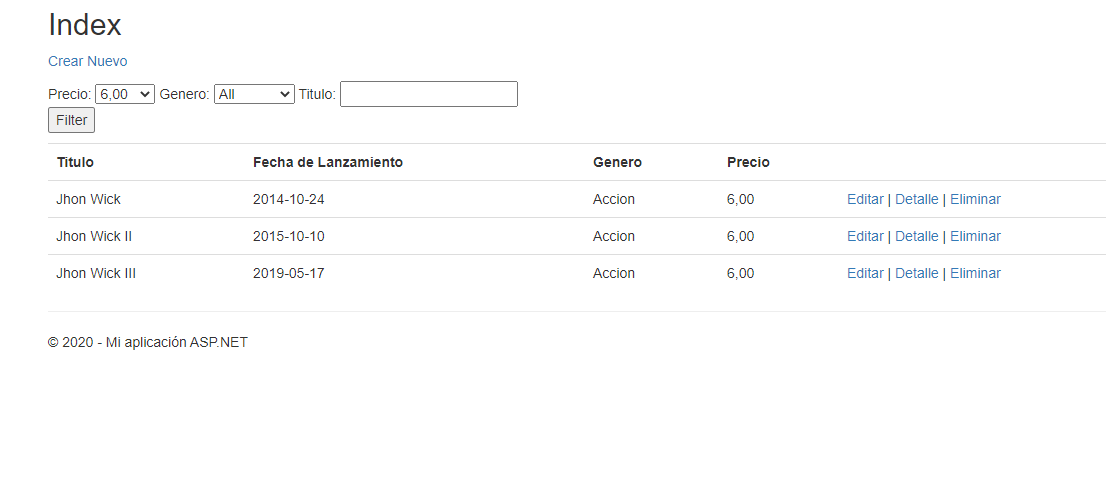 Index
Crear Nuevo
Precio: 6,00 Genero: All Titulo:
Filter
Titulo Fecha de Lanzamiento Genero Precio
Jhon Wick 2014-10-24 Accion 6,00 Editar | Detalle | Eliminar
Jhon Wick II 2015-10-10 Accion 6,00 Editar | Detalle | Eliminar
Jhon Wick III 2019-05-17 Accion 6,00 Editar | Detalle | Eliminar
© 2020 - Mi aplicación ASP.NET